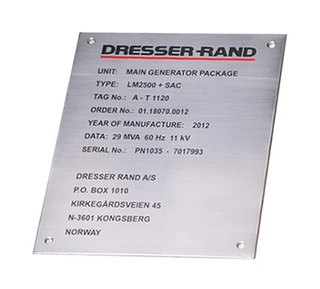 DRESSER-RAND
UNIT: MAIN GENERATOR PACKAGE
TYPE: LM2500 + SAC
TAG No.: A - T 1120
ORDER No.: 01.18070.0012
YEAR OF MANUFACTURE: 2012
DATA: 29 MVA 60 Hz 11 kV
SERIAL No.: PN1035 - 7017993
DRESSER RAND A/S
P.O. BOX 1010
KIRKEGÅRDSVEIEN 45
N-3601 KONGSBERG
NORWAY